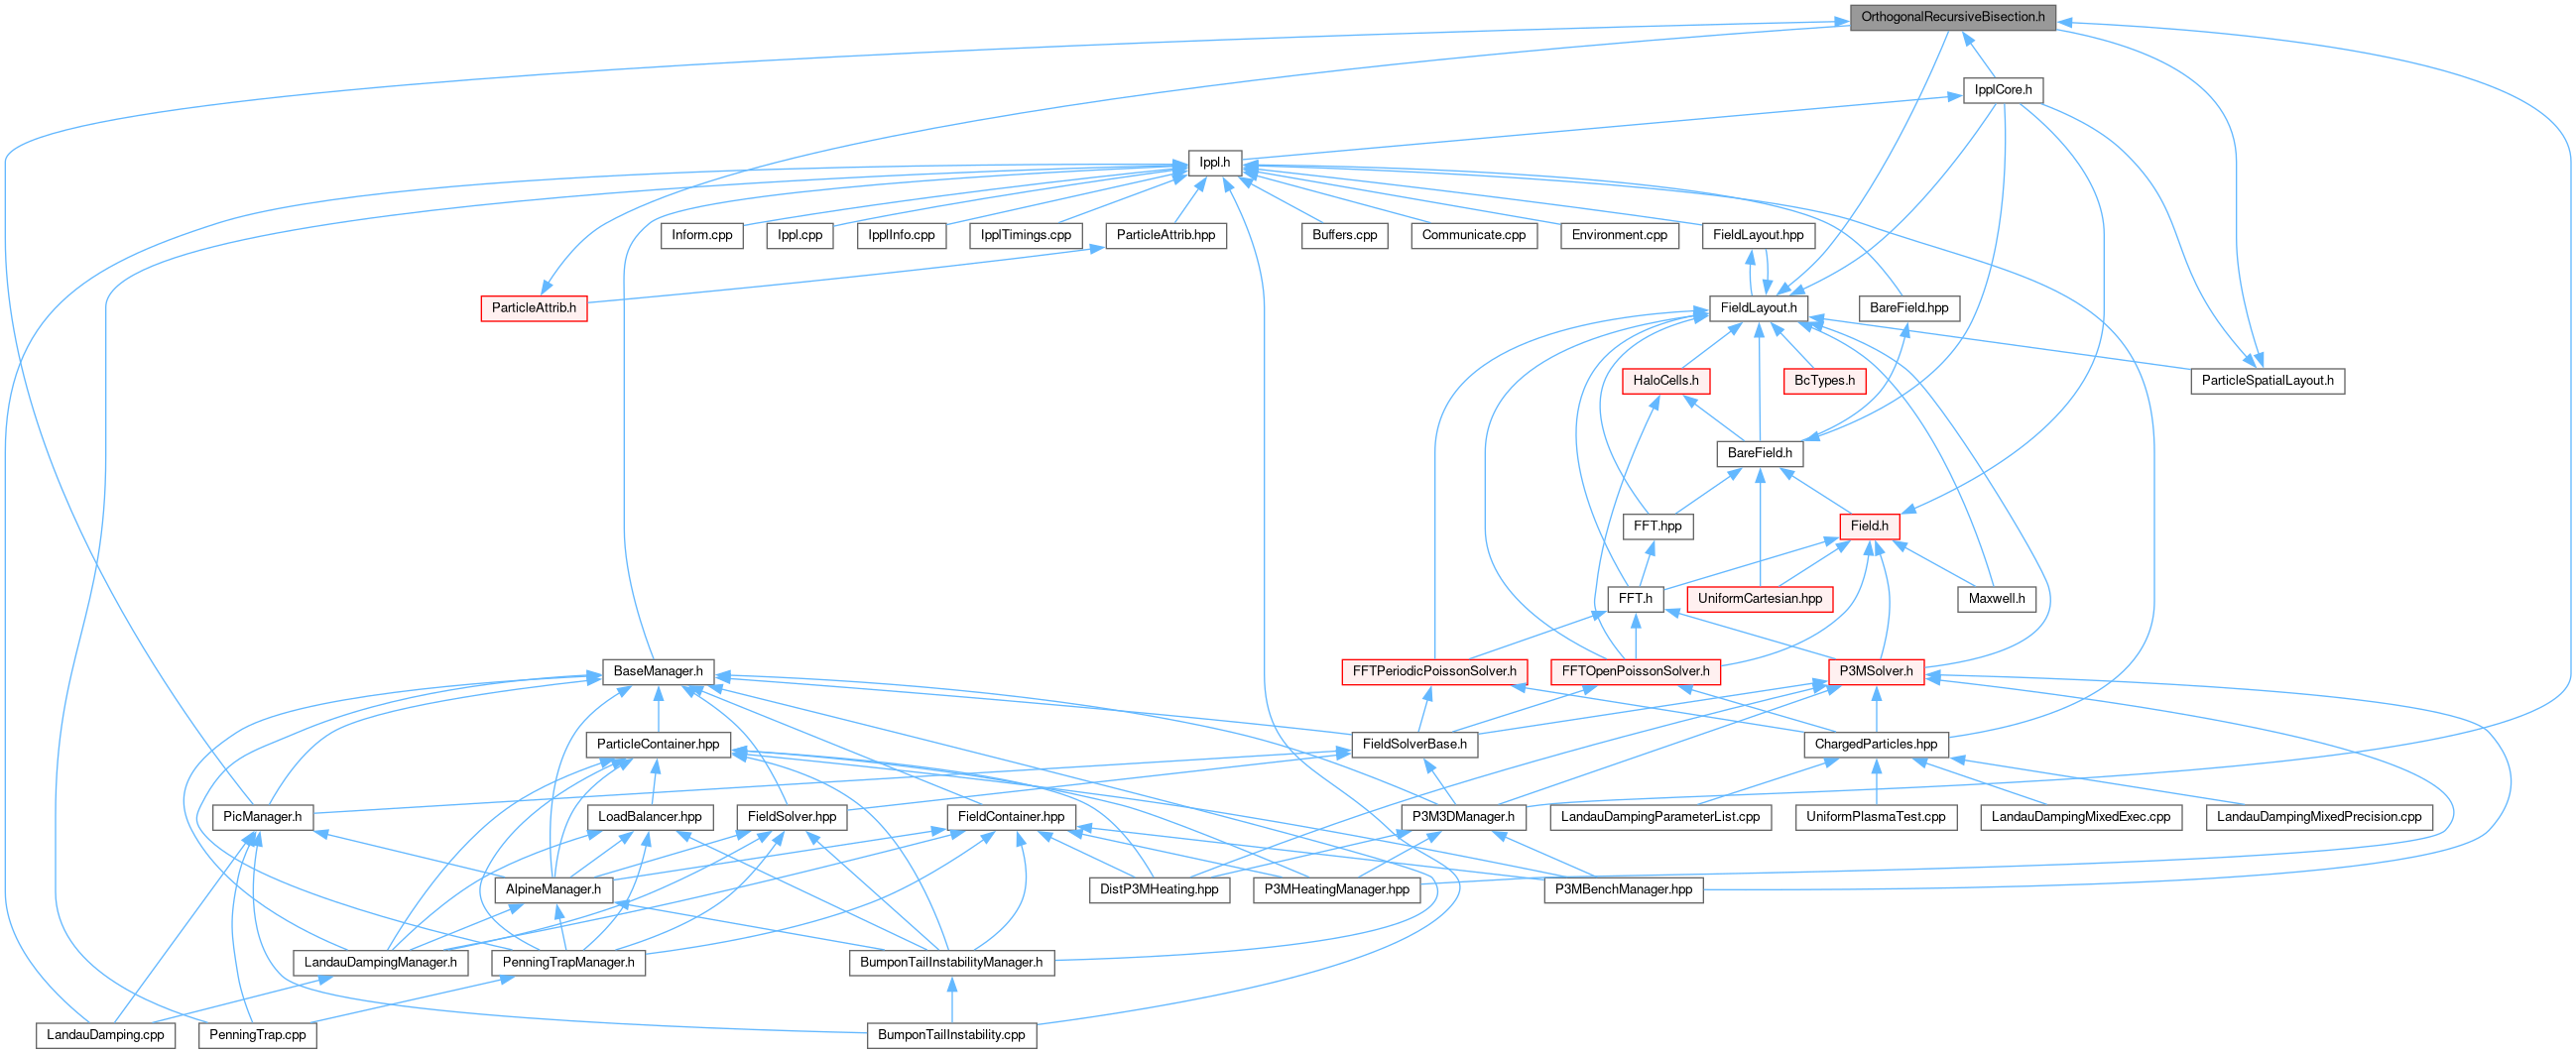 OrthogonalRecursiveBisection.h
IpplCore.h
Ippl.h
Inform.cpp
Ippl.cpp
IpplInfo.cpp
IpplTimings.cpp
ParticleAttrib.hpp
Buffers.cpp
Communicate.cpp
Environment.cpp
FieldLayout.hpp
ParticleAttrib.h
FieldLayout.h
BareField.hpp
HaloCells.h
BcTypes.h
ParticleSpatialLayout.h
BareField.h
FFT.hpp
Field.h
FFT.h
UniformCartesian.hpp
Maxwell.h
BaseManager.h
FFTPeriodicPoissonSolver.h
FFTOpenPoissonSolver.h
P3MSolver.h
ParticleContainer.hpp
FieldSolverBase.h
ChargedParticles.hpp
PicManager.h
LoadBalancer.hpp
FieldSolver.hpp
FieldContainer.hpp
P3M3DManager.h
LandauDampingParameterList.cpp
UniformPlasmaTest.cpp
LandauDampingMixedExec.cpp
LandauDampingMixedPrecision.cpp
AlpineManager.h
DistP3MHeating.hpp
P3MHeatingManager.hpp
P3MBenchManager.hpp
LandauDampingManager.h
PenningTrapManager.h
BumponTailInstabilityManager.h
LandauDamping.cpp
PenningTrap.cpp
BumponTailInstability.cpp